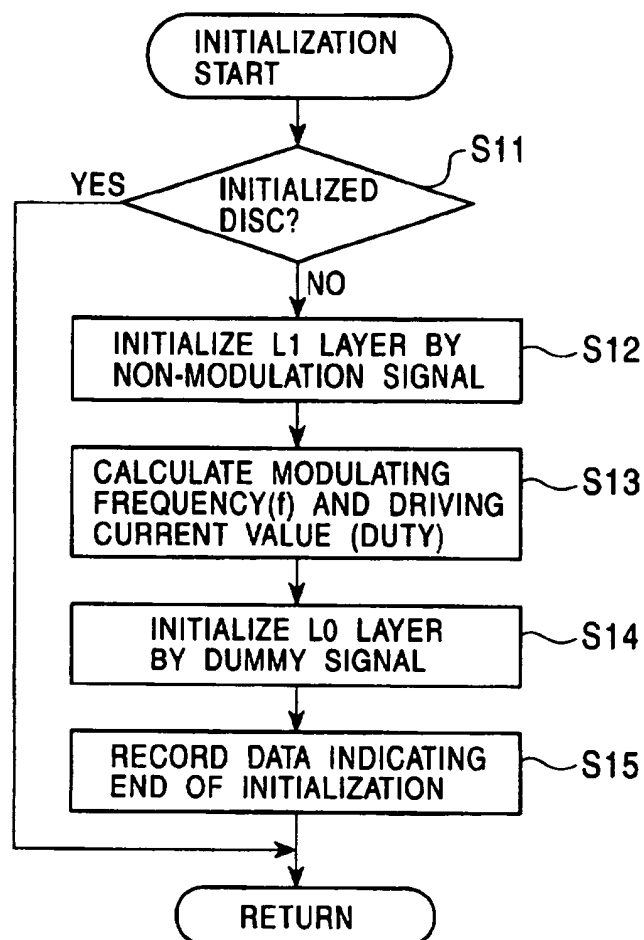 INITIALIZATION
START
S11
YES
INITIALIZED
DISC?
NO
INITIALIZE L1 LAYER BY
NON-MODULATION SIGNAL
S12
CALCULATE MODULATING
FREQUENCY(f) AND DRIVING
CURRENT VALUE (DUTY)
S13
INITIALIZE L0 LAYER
BY DUMMY SIGNAL
S14
RECORD DATA INDICATING
END OF INITIALIZATION
S15
RETURN